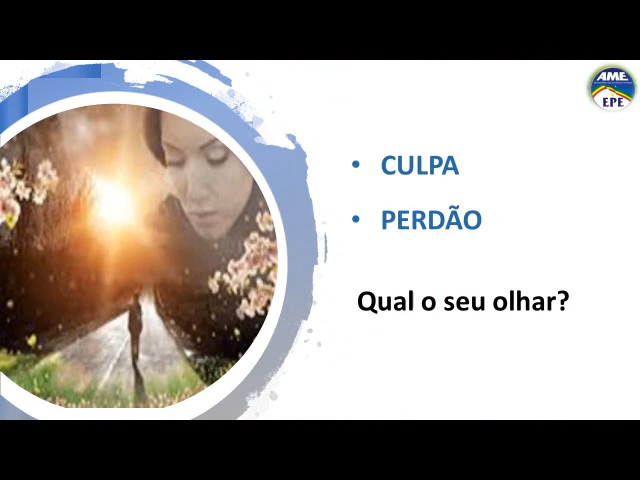 AME
EPE
• CULPA
• PERDÃO
Qual o seu olhar?